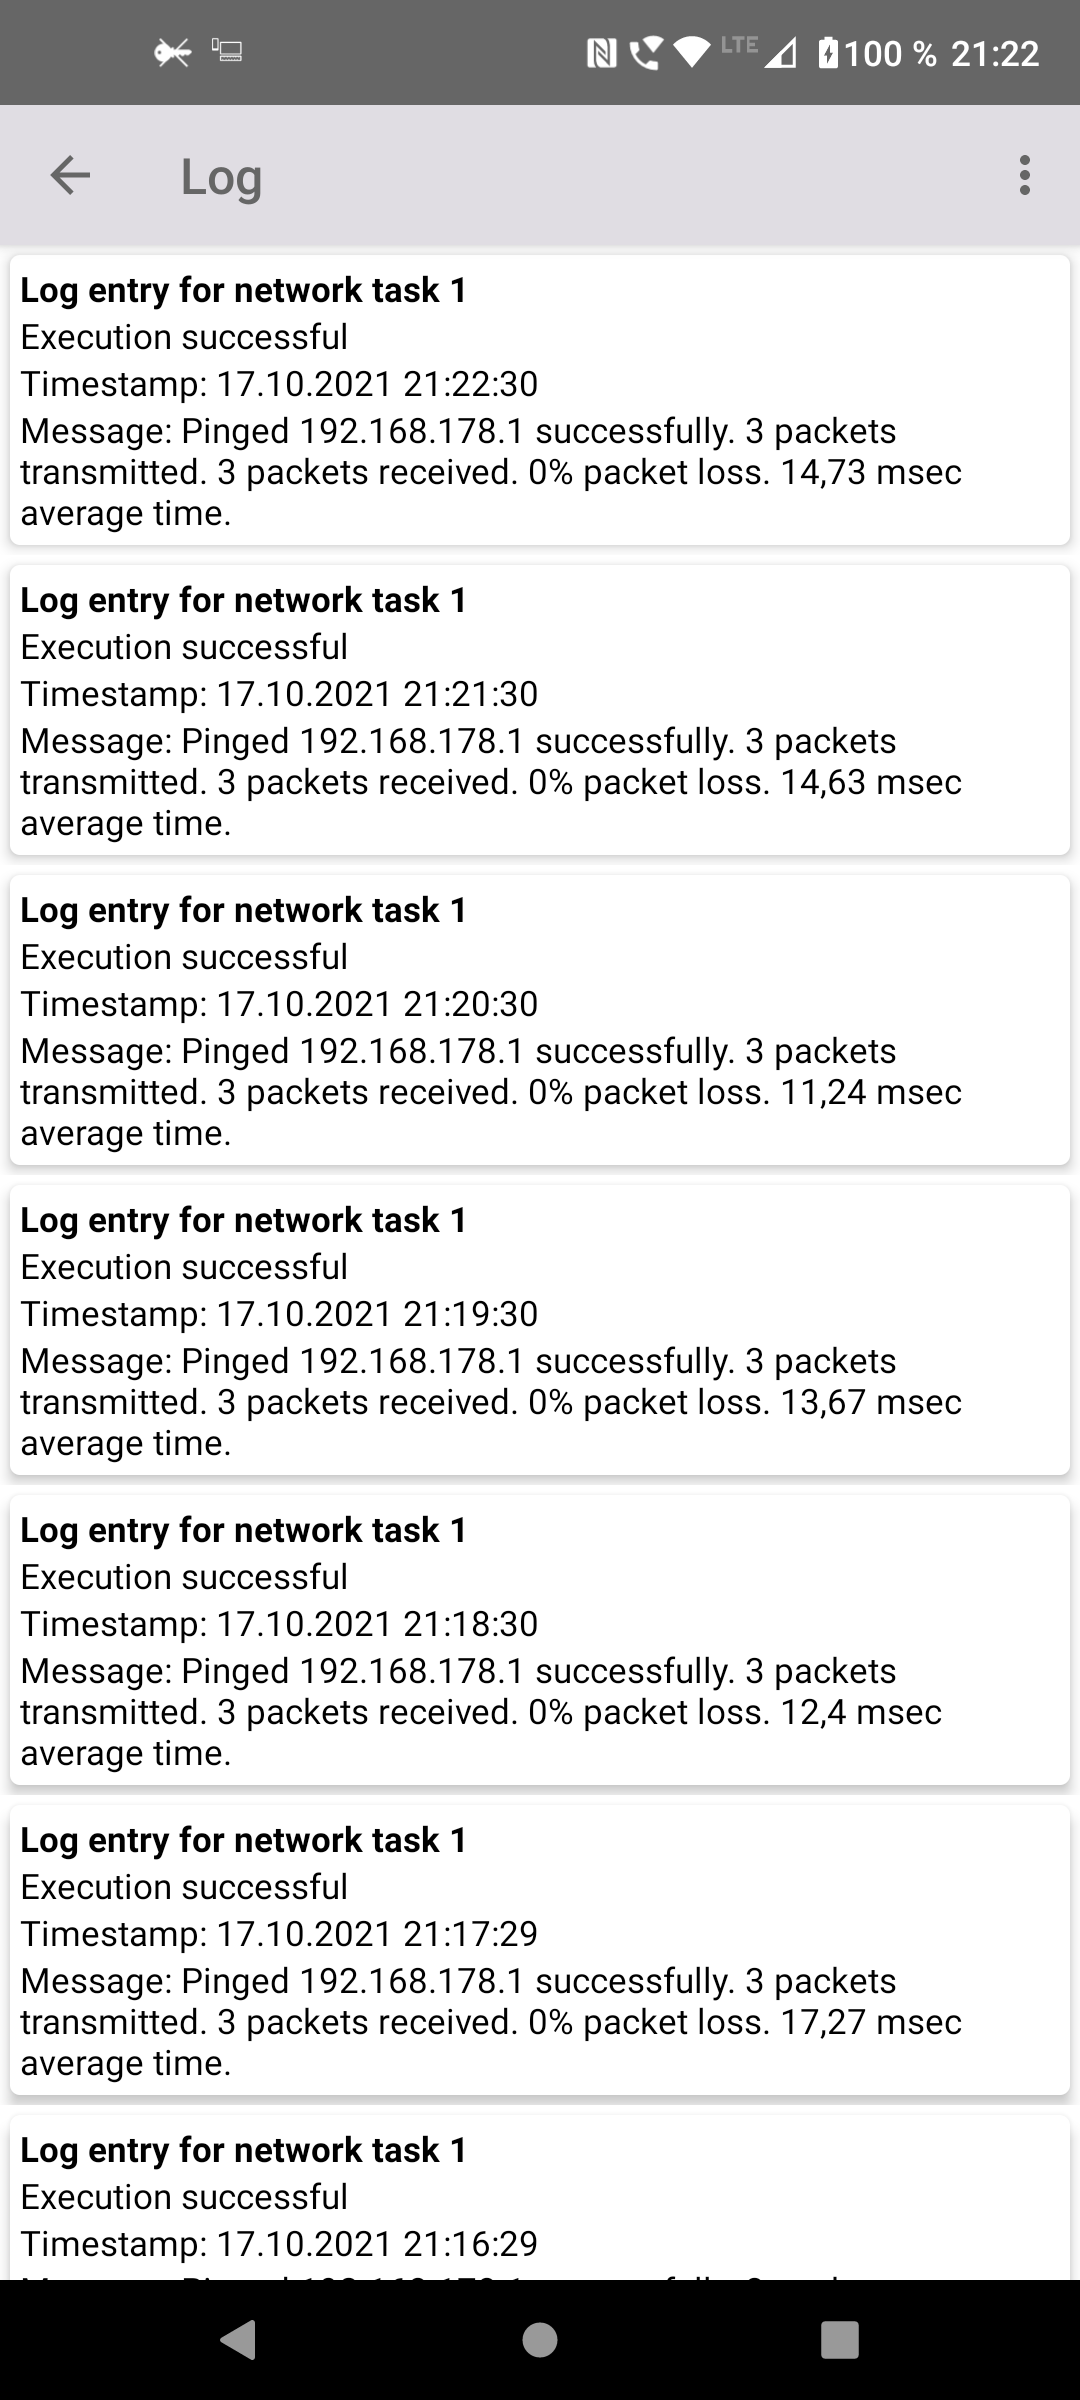 LTE 100 % 21:22
Log
Log entry for network task 1
Execution successful
Timestamp: 17.10.2021 21:22:30
Message: Pinged 192.168.178.1 successfully. 3 packets
transmitted. 3 packets received. 0% packet loss. 14,73 msec
average time.
Log entry for network task 1
Execution successful
Timestamp: 17.10.2021 21:21:30
Message: Pinged 192.168.178.1 successfully. 3 packets
transmitted. 3 packets received. 0% packet loss. 14,63 msec
average time.
Log entry for network task 1
Execution successful
Timestamp: 17.10.2021 21:20:30
Message: Pinged 192.168.178.1 successfully. 3 packets
transmitted. 3 packets received. 0% packet loss. 11,24 msec
average time.
Log entry for network task 1
Execution successful
Timestamp: 17.10.2021 21:19:30
Message: Pinged 192.168.178.1 successfully. 3 packets
transmitted. 3 packets received. 0% packet loss. 13,67 msec
average time.
Log entry for network task 1
Execution successful
Timestamp: 17.10.2021 21:18:30
Message: Pinged 192.168.178.1 successfully. 3 packets
transmitted. 3 packets received. 0% packet loss. 12,4 msec
average time.
Log entry for network task 1
Execution successful
Timestamp: 17.10.2021 21:17:29
Message: Pinged 192.168.178.1 successfully. 3 packets
transmitted. 3 packets received. 0% packet loss. 17,27 msec
average time.
Log entry for network task 1
Execution successful
Timestamp: 17.10.2021 21:16:29